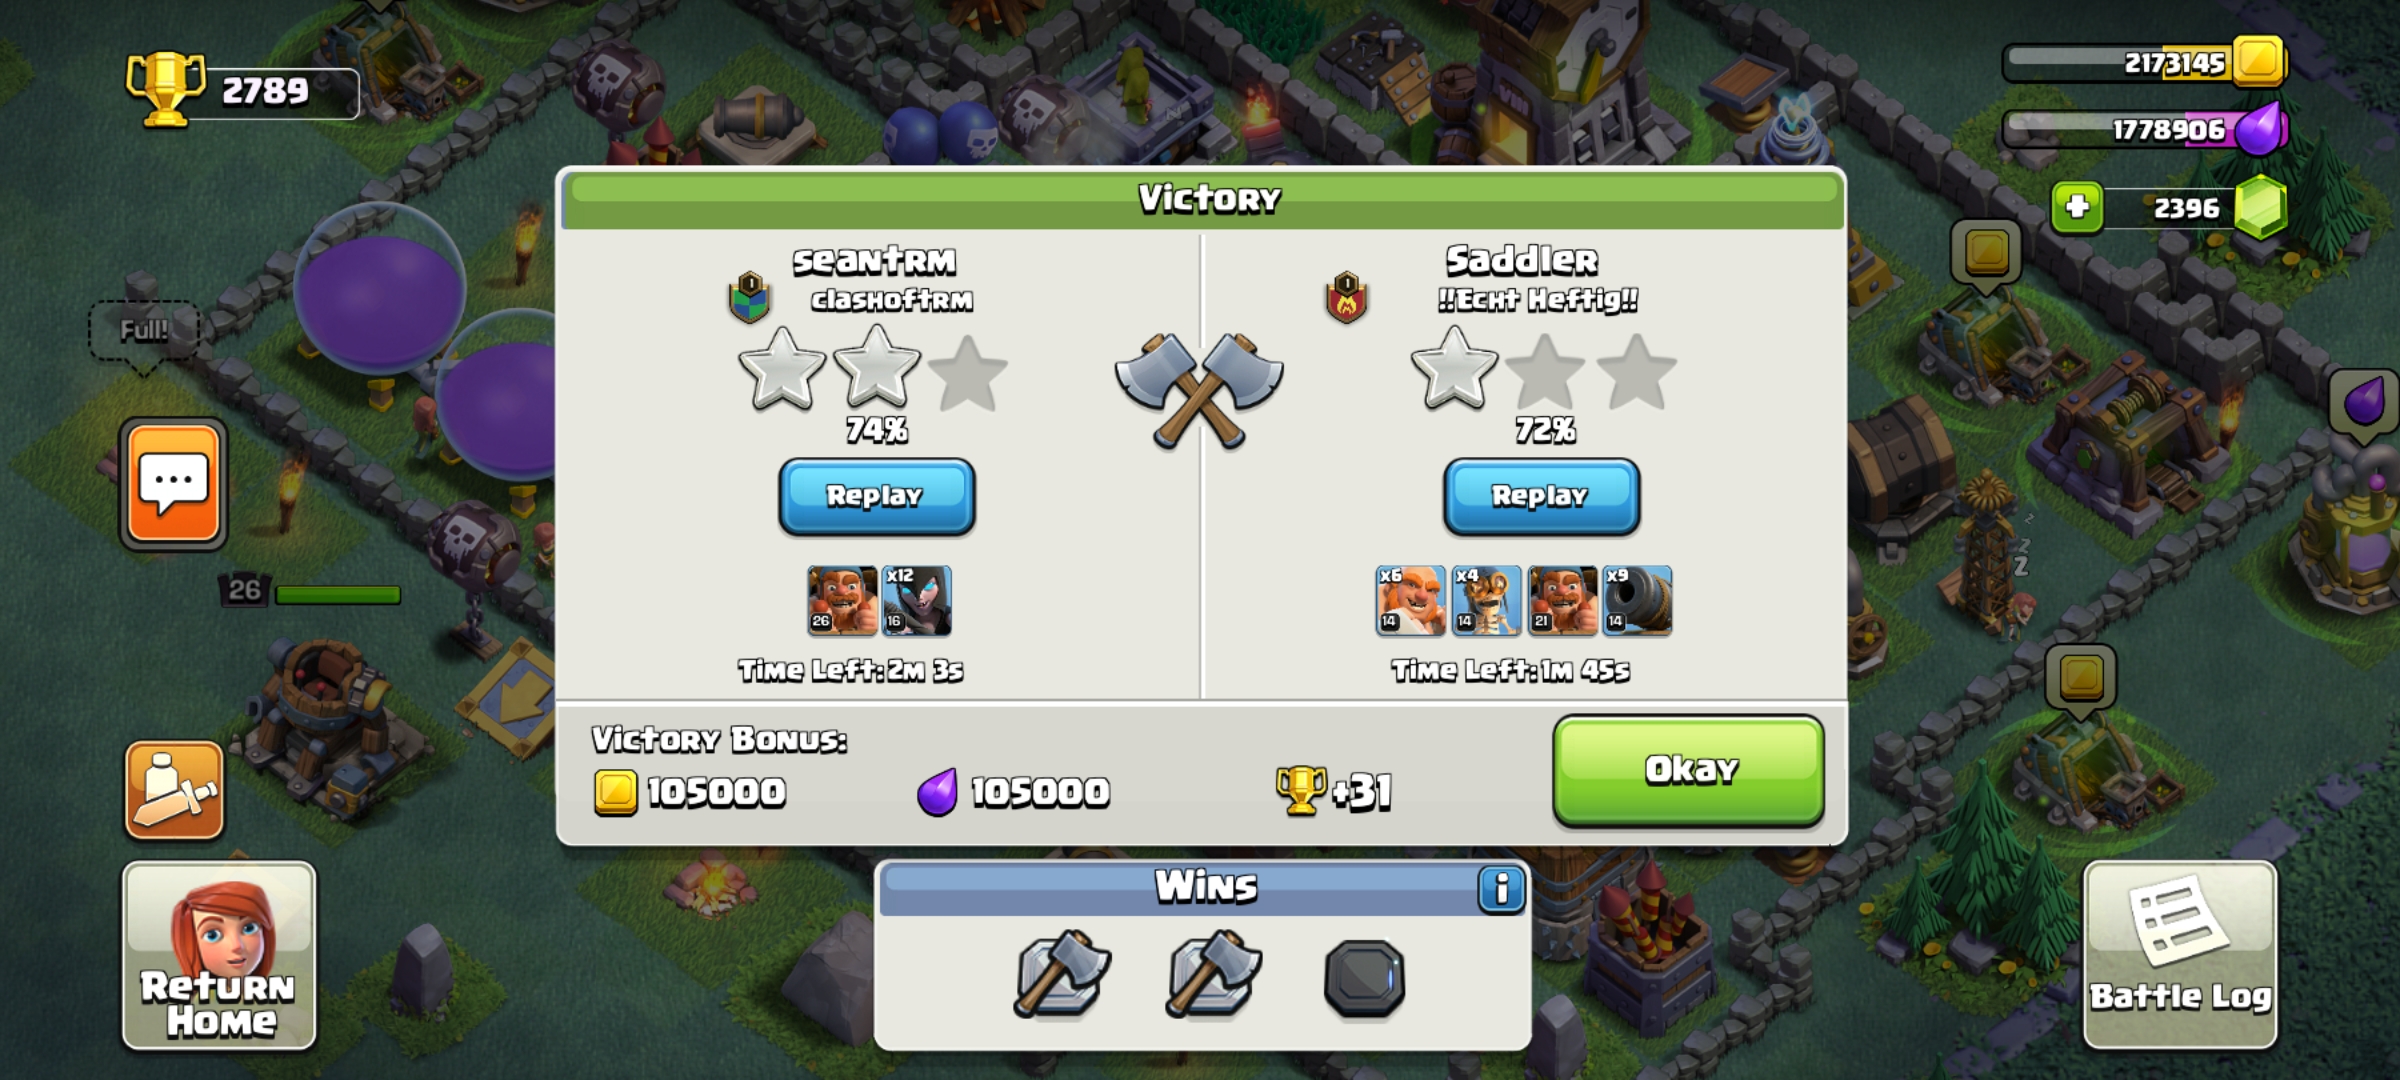 2789
2173145
1778906
2396
Full!
26
Victory
seantrm
clashoftrm
1
74%
Replay
26
x12
16
Time Left:2m 3s
Saddler
!!Echt Heftig!!
1
72%
Replay
x6
14
x4
14
21
x9
14
Time Left:1m 45s
Victory Bonus:
105000
105000
+31
Okay
Wins
i
Return
Home
Battle Log